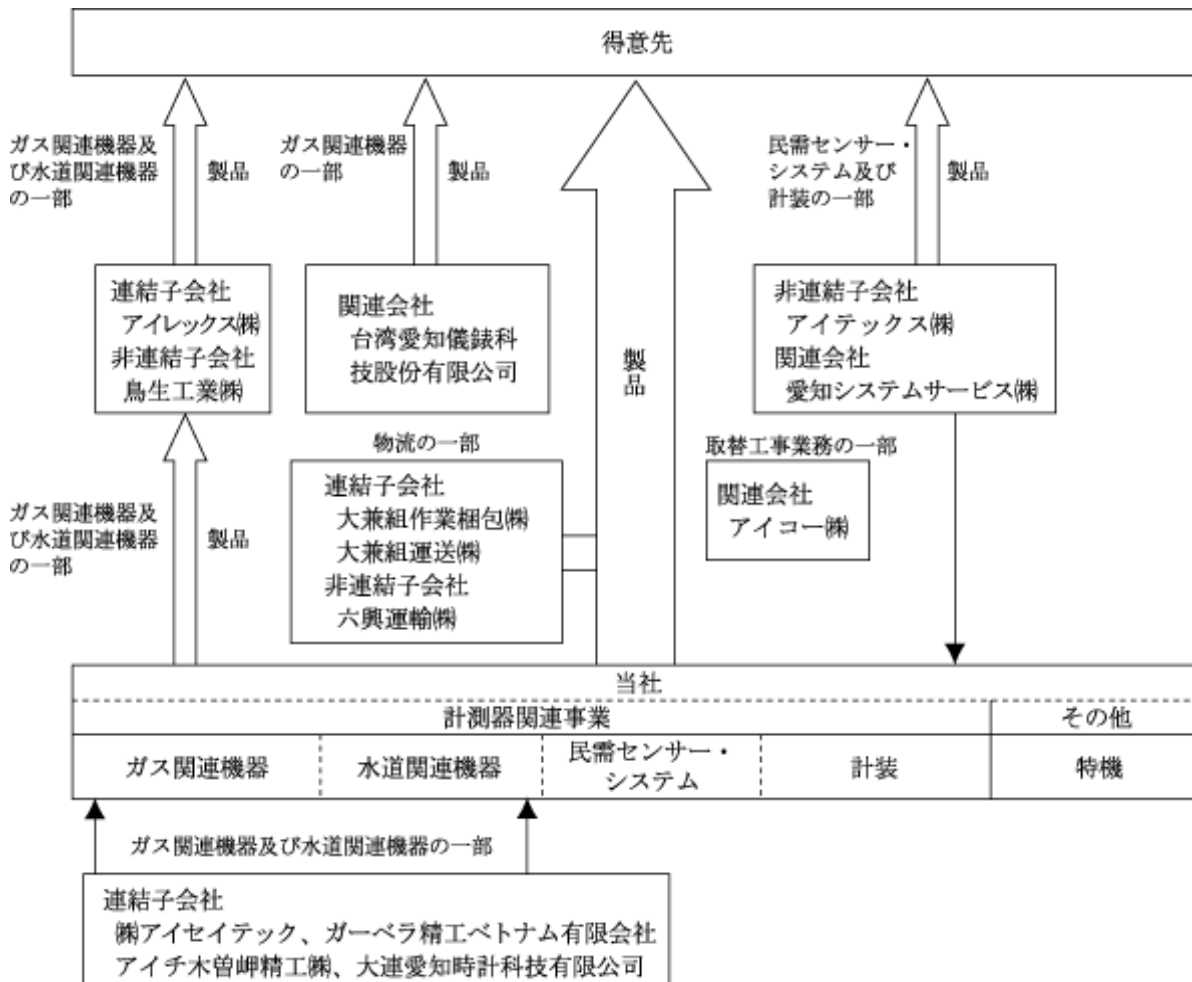 得意先
ガス関連機器及
び水道関連機器
の一部
製品
ガス関連機器
の一部
製品
製品
民需センサー・
システム及び
計装の一部
製品
連結子会社
アイレックス㈱
非連結子会社
鳥生工業㈱
関連会社
台湾愛知儀錶科
技股份有限公司
非連結子会社
アイテックス㈱
関連会社
愛知システムサービス㈱
物流の一部
連結子会社
大兼組作業梱包㈱
大兼組運送㈱
非連結子会社
六興運輸㈱
取替工事業務の一部
関連会社
アイコー㈱
ガス関連機器及
び水道関連機器
の一部
製品
当社
計測器関連事業
その他
ガス関連機器
水道関連機器
民需センサー・
システム
計装
特機
ガス関連機器及び水道関連機器の一部
連結子会社
㈱アイセイテック、ガーベラ精工ベトナム有限会社
アイチ木曽岬精工㈱、大連愛知時計科技有限公司